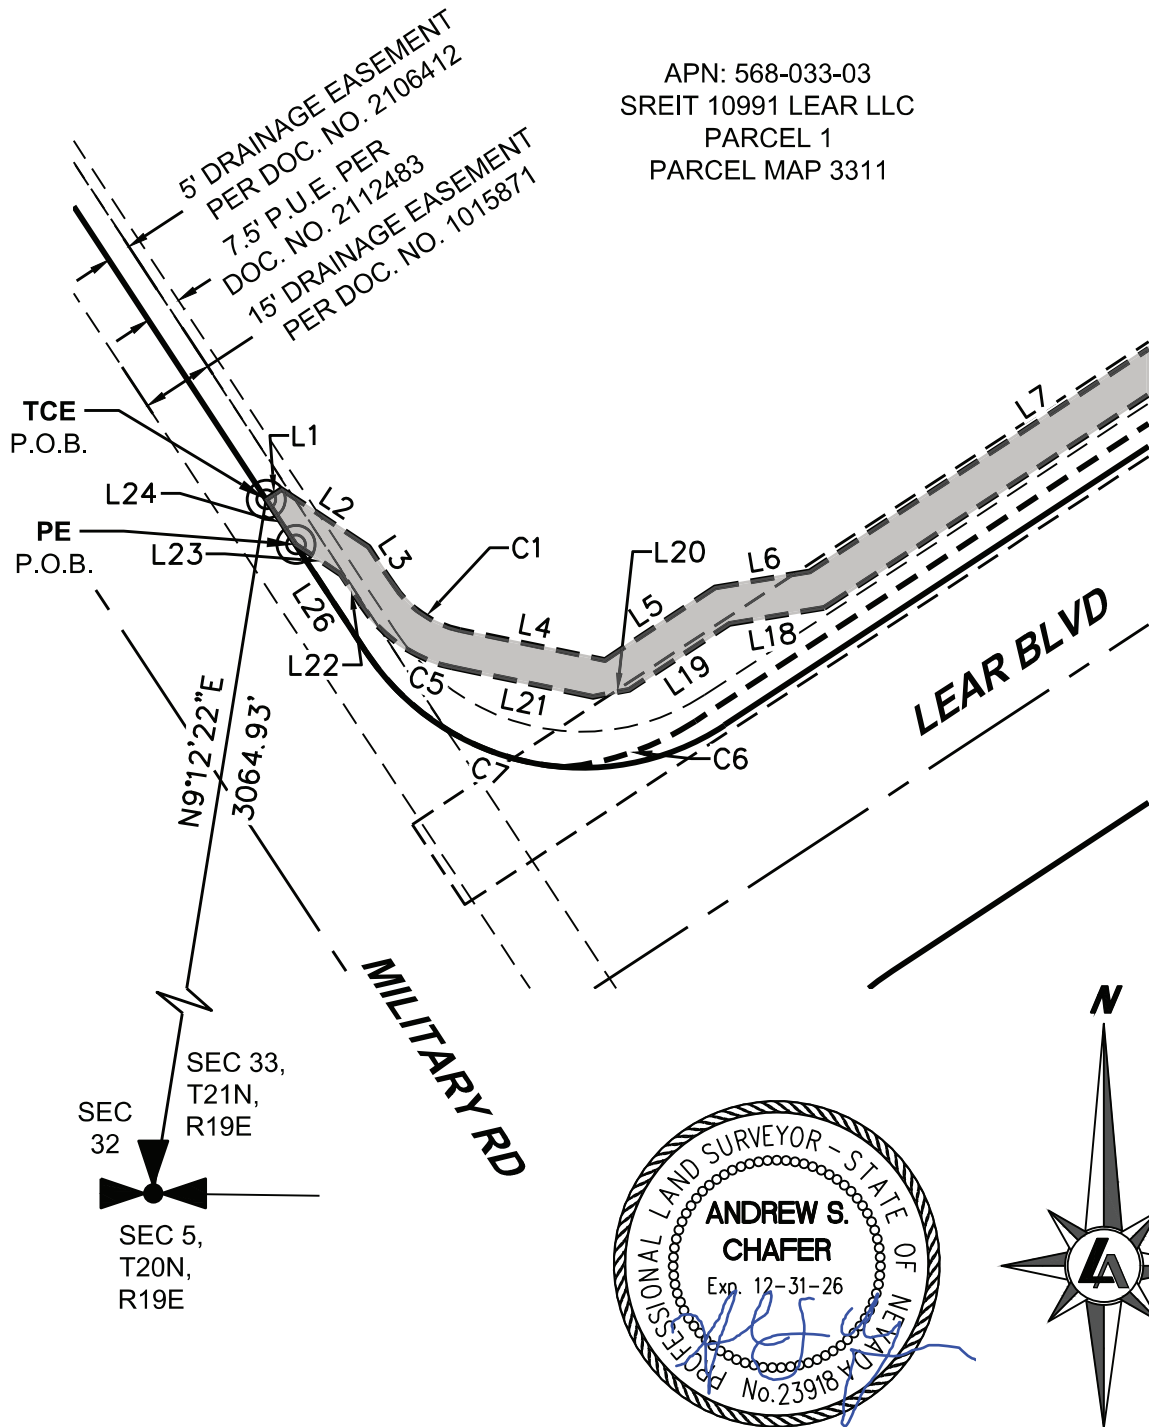 5' DRAINAGE EASEMENT
PER DOC. NO. 2106412
7.5' P.U.E. PER
DOC. NO. 2112483
15' DRAINAGE EASEMENT
PER DOC. NO. 1015871
APN: 568-033-03
SREIT 10991 LEAR LLC
PARCEL 1
PARCEL MAP 3311
TCE
P.O.B.
L1
L24
L2
PE
P.O.B.
L23
L3
C1
L20
L6
L7
L26
L22
L4
L5
C5
L21
L19
L18
C7
C6
LEAR BLVD
N9°12'22"E
3064.93'
MILITARY RD
SEC 33,
T21N,
R19E
SEC
32
SEC 5,
T20N,
R19E
N
LA
PROFESSIONAL LAND SURVEYOR - STATE OF NEVADA
ANDREW S.
CHAFER
Exp. 12-31-26
No.23918